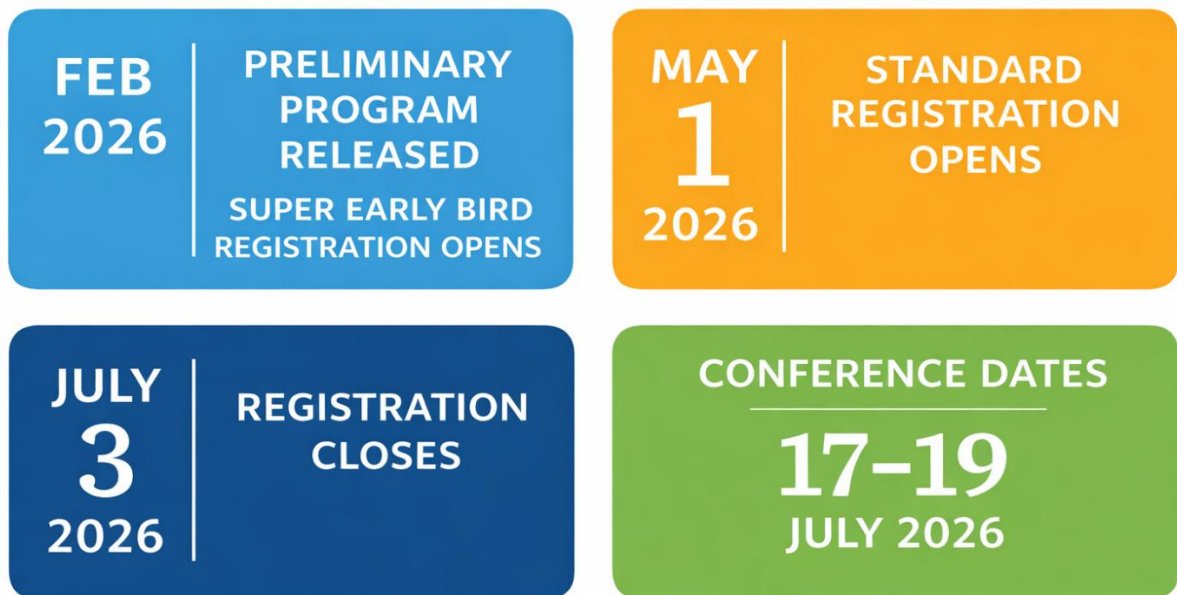 FEB
2026
PRELIMINARY
PROGRAM
RELEASED
SUPER EARLY BIRD
REGISTRATION OPENS
MAY
1
2026
STANDARD
REGISTRATION
OPENS
JULY
3
2026
REGISTRATION
CLOSES
CONFERENCE DATES
17–19
JULY 2026